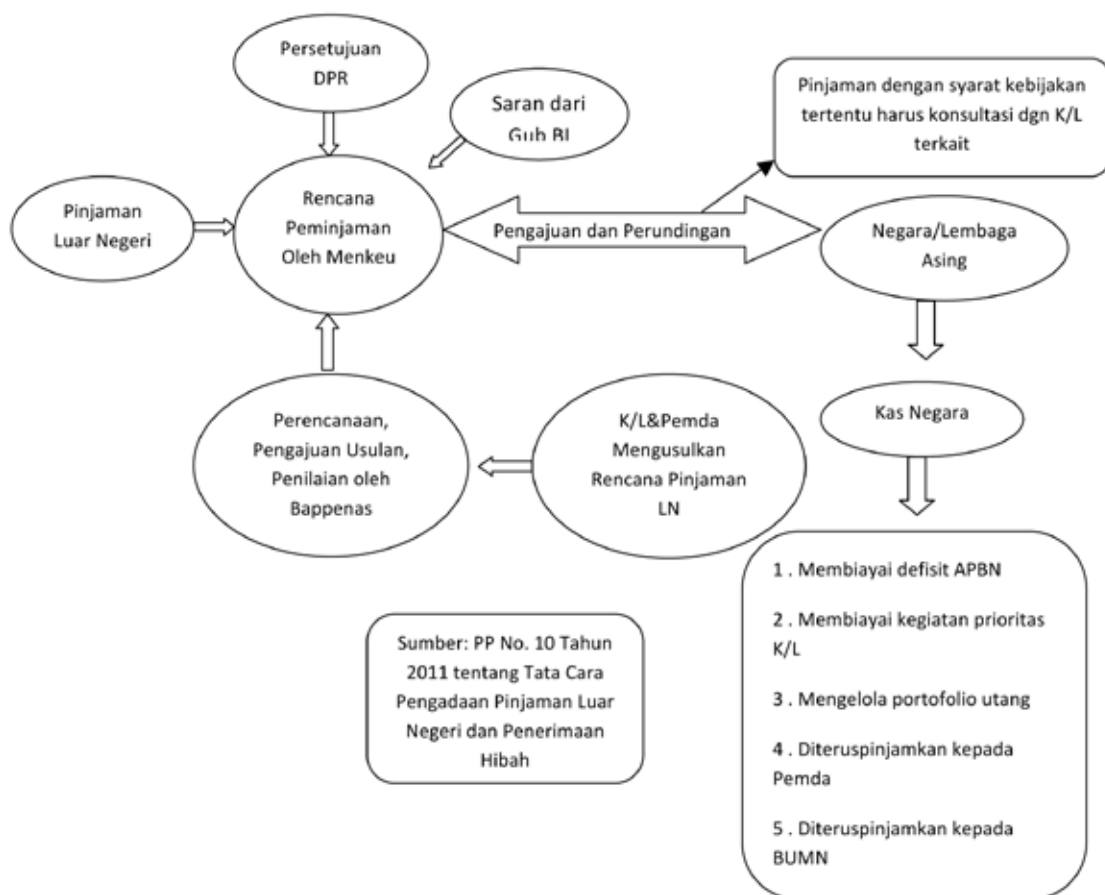 Persetujuan
DPR
Saran dari
Gub BI
Pinjaman dengan syarat kebijakan
tertentu harus konsultasi dgn K/L
terkait
Pinjaman
Luar Negeri
Rencana
Peminjaman
Oleh Menkeu
Pengajuan dan Perundingan
Negara/Lembaga
Asing
Perencanaan,
Pengajuan Usulan,
Penilaian oleh
Bappenas
K/L&Pemda
Mengusulkan
Rencana Pinjaman
LN
Kas Negara
1 . Membiayai defisit APBN
2 . Membiayai kegiatan prioritas
K/L
3 . Mengelola portofolio utang
4 . Diteruspinjamkan kepada
Pemda
5 . Diteruspinjamkan kepada
BUMN
Sumber: PP No. 10 Tahun
2011 tentang Tata Cara
Pengadaan Pinjaman Luar
Negeri dan Penerimaan
Hibah